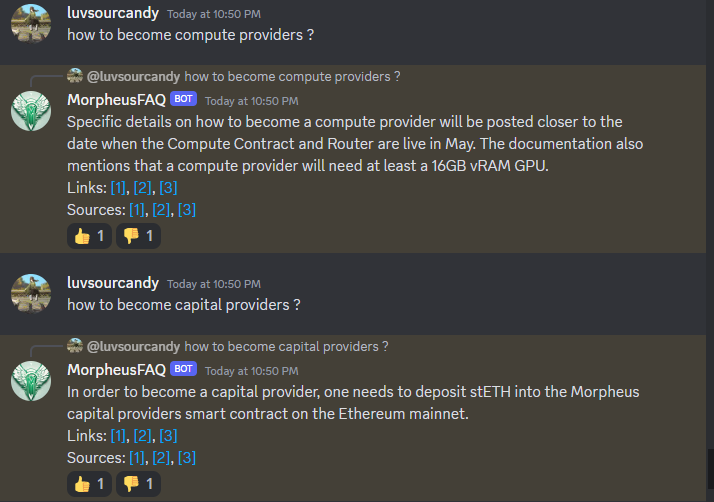 luvsourcandy Today at 10:50 PM
how to become compute providers ?
@luvsourcandy how to become compute providers ?
MorpheusFAQ BOT Today at 10:50 PM
Specific details on how to become a compute provider will be posted closer to the
date when the Compute Contract and Router are live in May. The documentation also
mentions that a compute provider will need at least a 16GB vRAM GPU.
Links: [1], [2], [3]
Sources: [1], [2], [3]
👍 1 👎 1
luvsourcandy Today at 10:50 PM
how to become capital providers ?
@luvsourcandy how to become capital providers ?
MorpheusFAQ BOT Today at 10:50 PM
In order to become a capital provider, one needs to deposit stETH into the Morpheus
capital providers smart contract on the Ethereum mainnet.
Links: [1], [2], [3]
Sources: [1], [2], [3]
👍 1 👎 1